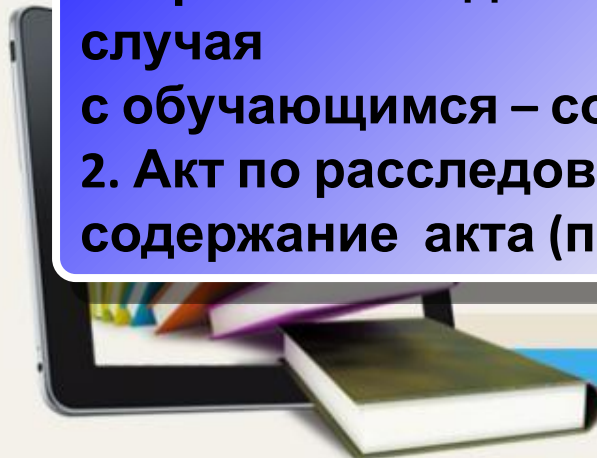 случая
с обучающимся – со
2. Акт по расследов
содержание акта (п